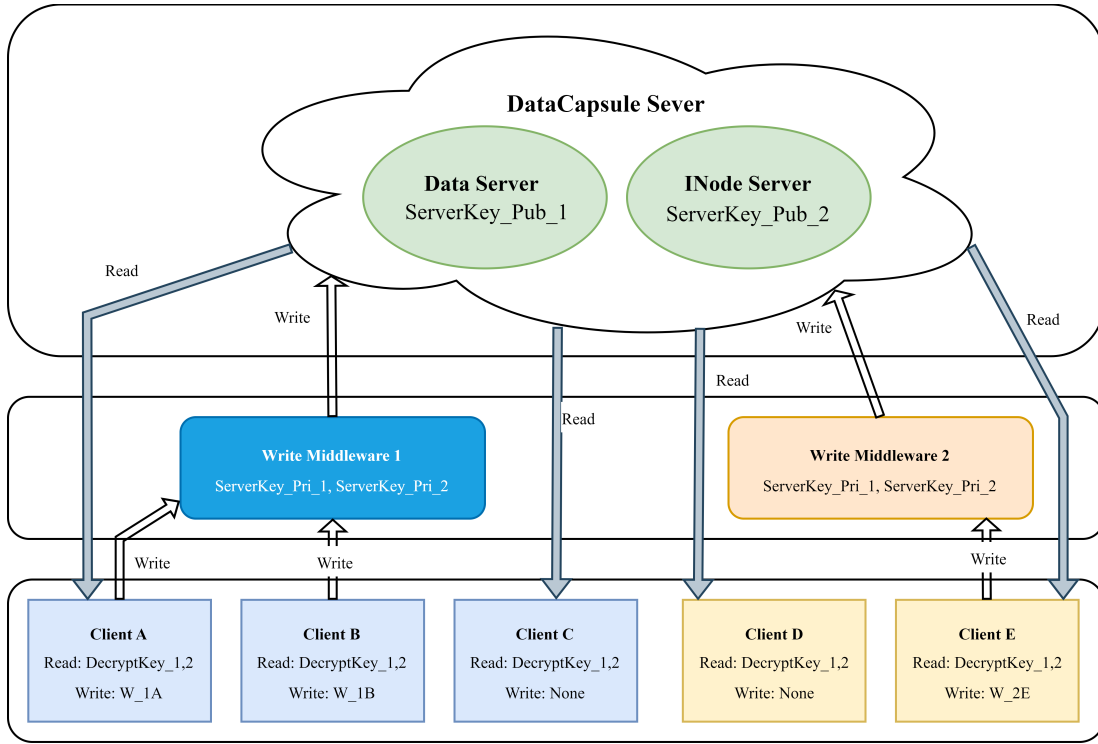 DataCapsule Sever
Data Server
ServerKey_Pub_1
INode Server
ServerKey_Pub_2
Read
Write
Write
Read
Read
Read
Write Middleware 1
ServerKey_Pri_1, ServerKey_Pri_2
Write Middleware 2
ServerKey_Pri_1, ServerKey_Pri_2
Write
Write
Write
Client A
Read: DecryptKey_1,2
Write: W_1A
Client B
Read: DecryptKey_1,2
Write: W_1B
Client C
Read: DecryptKey_1,2
Write: None
Client D
Read: DecryptKey_1,2
Write: None
Client E
Read: DecryptKey_1,2
Write: W_2E